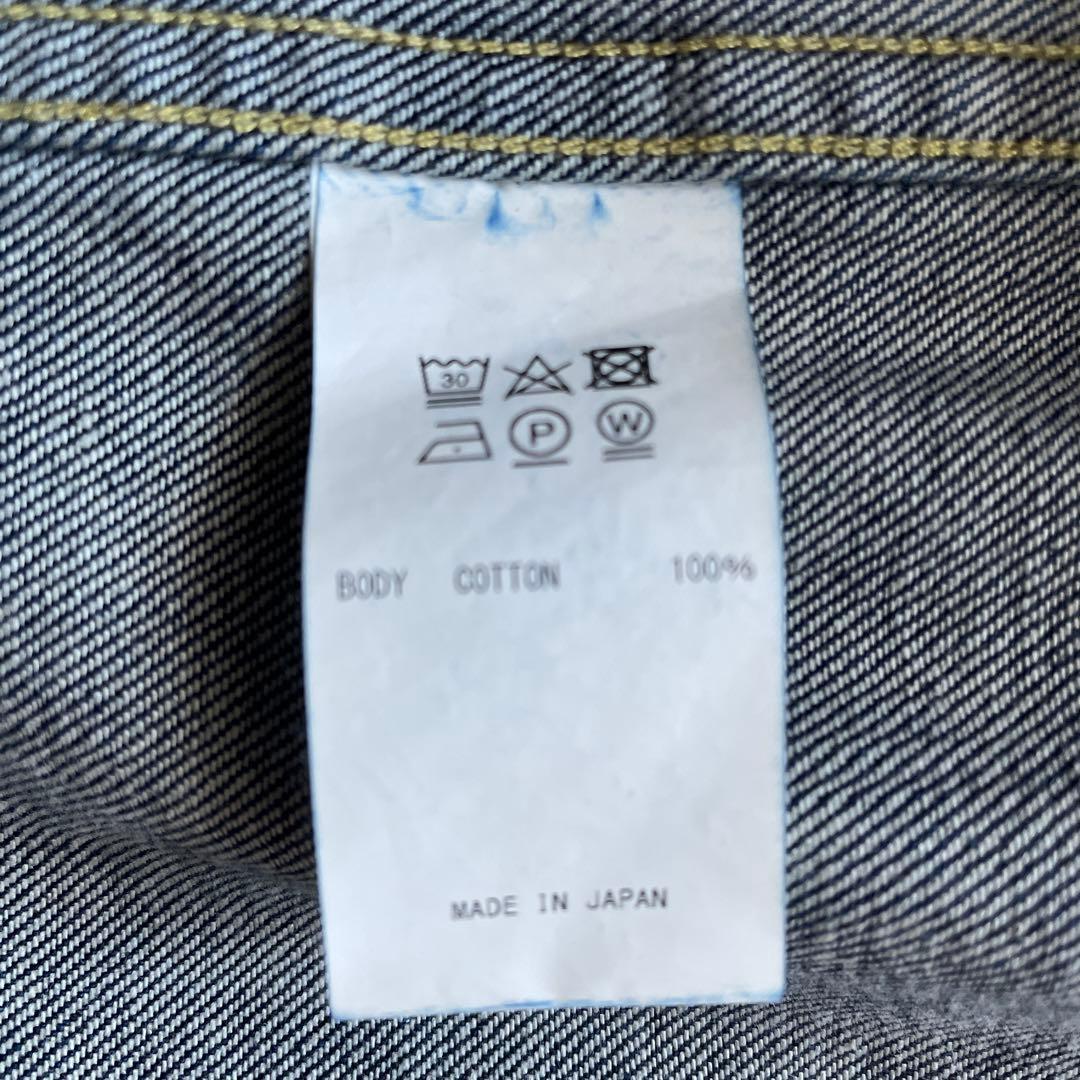 30
P W
BODY COTTON 100%
MADE IN JAPAN